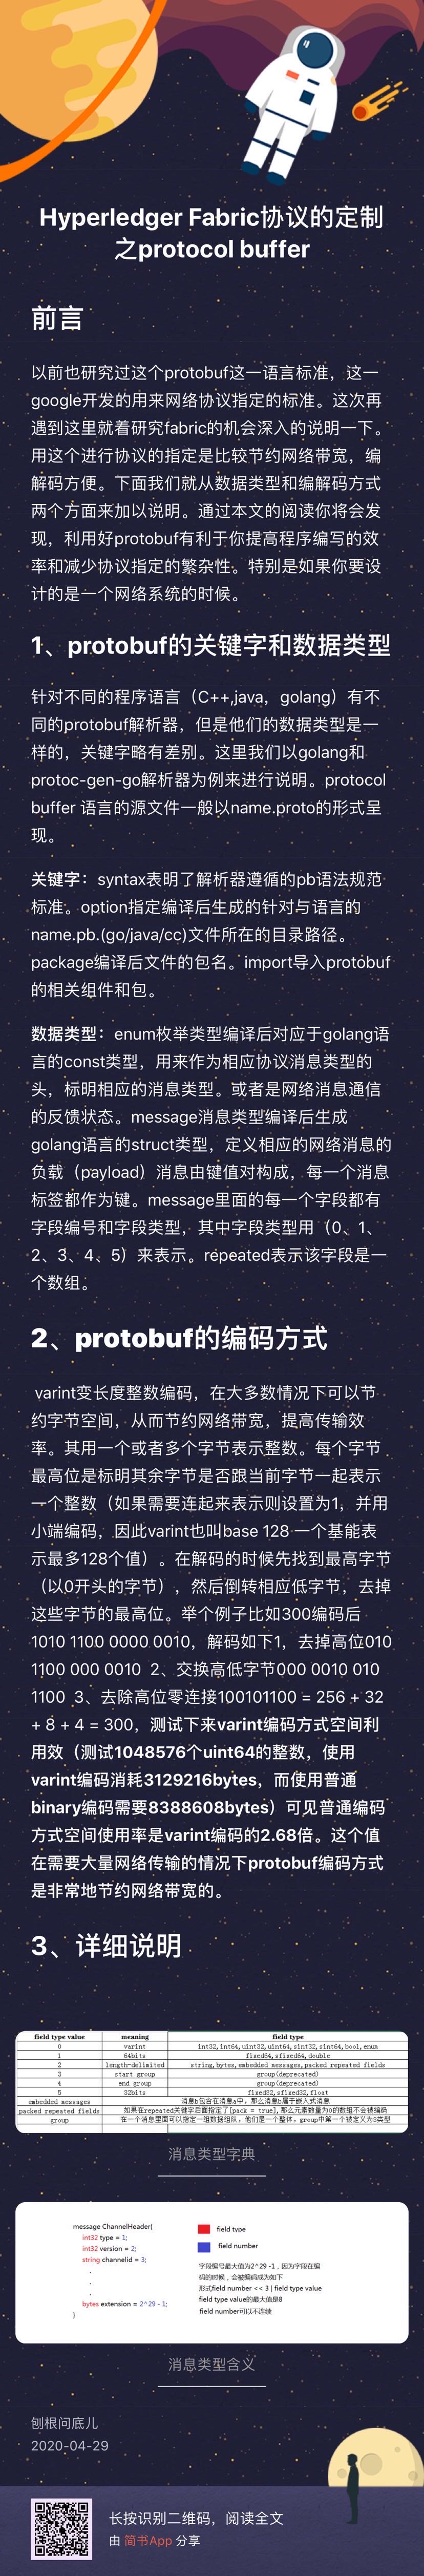 Hyperledger Fabric协议的定制
之protocol buffer
前言
以前也研究过这个protobuf这一语言标准，这一
google开发的用来网络协议指定的标准。这次再
遇到这里就着研究fabric的机会深入的说明一下。
用这个进行协议的指定是比较节约网络带宽，编
解码方便。下面我们就从数据类型和编解码方式
两个方面来加以说明。通过本文的阅读你将会发
现，利用好protobuf有利于你提高程序编写的效
率和减少协议指定的繁杂性。特别是如果你要设
计的是一个网络系统的时候。
1、protobuf的关键字和数据类型
针对不同的程序语言（C++,java，golang）有不
同的protobuf解析器，但是他们的数据类型是一
样的，关键字略有差别。这里我们以golang和
protoc-gen-go解析器为例来进行说明。protocol
buffer 语言的源文件一般以name.proto的形式呈
现。
关键字：syntax表明了解析器遵循的pb语法规范
标准。option指定编译后生成的针对与语言的
name.pb.(go/java/cc)文件所在的目录路径。
package编译后文件的包名。import导入protobuf
的相关组件和包。
数据类型：enum枚举类型编译后对应于golang语
言的const类型，用来作为相应协议消息类型的
头，标明相应的消息类型。或者是网络消息通信
的反馈状态。message消息类型编译后生成
golang语言的struct类型，定义相应的网络消息的
负载（payload）消息由键值对构成，每一个消息
标签都作为键。message里面的每一个字段都有
字段编号和字段类型，其中字段类型用（0、1、
2、3、4、5）来表示。repeated表示该字段是一
个数组。
2、protobuf的编码方式
varint变长度整数编码，在大多数情况下可以节
约字节空间，从而节约网络带宽，提高传输效
率。其用一个或者多个字节表示整数。每个字节
最高位是标明其余字节是否跟当前字节一起表示
一个整数（如果需要连起来表示则设置为1，并用
小端编码，因此varint也叫base 128 一个基能表
示最多128个值）。在解码的时候先找到最高字节
（以0开头的字节），然后倒转相应低字节，去掉
这些字节的最高位。举个例子比如300编码后
1010 1100 0000 0010，解码如下1，去掉高位010
1100 000 0010 2、交换高低字节000 0010 010
1100 3、去除高位零连接100101100 = 256 + 32
+ 8 + 4 = 300，测试下来varint编码方式空间利
用效（测试1048576个uint64的整数，使用
varint编码消耗3129216bytes，而使用普通
binary编码需要8388608bytes）可见普通编码
方式空间使用率是varint编码的2.68倍。这个值
在需要大量网络传输的情况下protobuf编码方式
是非常地节约网络带宽的。
3、详细说明
field type value meaning field type
0 varint int32,int64,uint32,uint64,sint32,sint64,bool,enum
1 64bits fixed64,sfixed64,double
2 length-delimited string,bytes,embedded messages,packed repeated fields
3 start group group(deprecated)
4 end group group(deprecated)
5 32bits fixed32,sfixed32,float
embedded messages 消息b包含在消息a中，那么消息b属于嵌入式消息
packed repeated fields 如果在repeated关键字后面指定了[pack = true],那么元素数量为0的数组不会被编码
group 在一个消息里面可以指定一组数据组队，他们是一个整体，group中第一个被定义为3类型
消息类型字典
message ChannelHeader{
int32 type = 1;
int32 version = 2;
string channelid = 3;
.
.
.
bytes extension = 2^29 - 1;
}
field type
field number
字段编号最大值为2^29 -1，因为字段在编
码的时候，会被编码成为如下
形式field number << 3 | field type value
field type value的最大值是8
field number可以不连续
消息类型含义
刨根问底儿
2020-04-29
长按识别二维码，阅读全文
由 简书App 分享